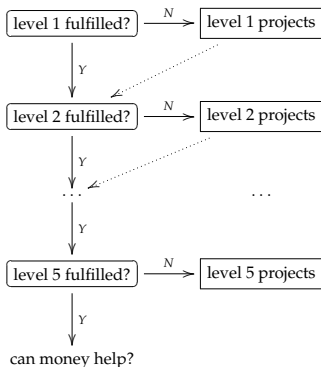 level 1 fulfilled? N level 1 projects
Y
level 2 fulfilled? N level 2 projects
Y
... ...
Y
level 5 fulfilled? N level 5 projects
Y
can money help?